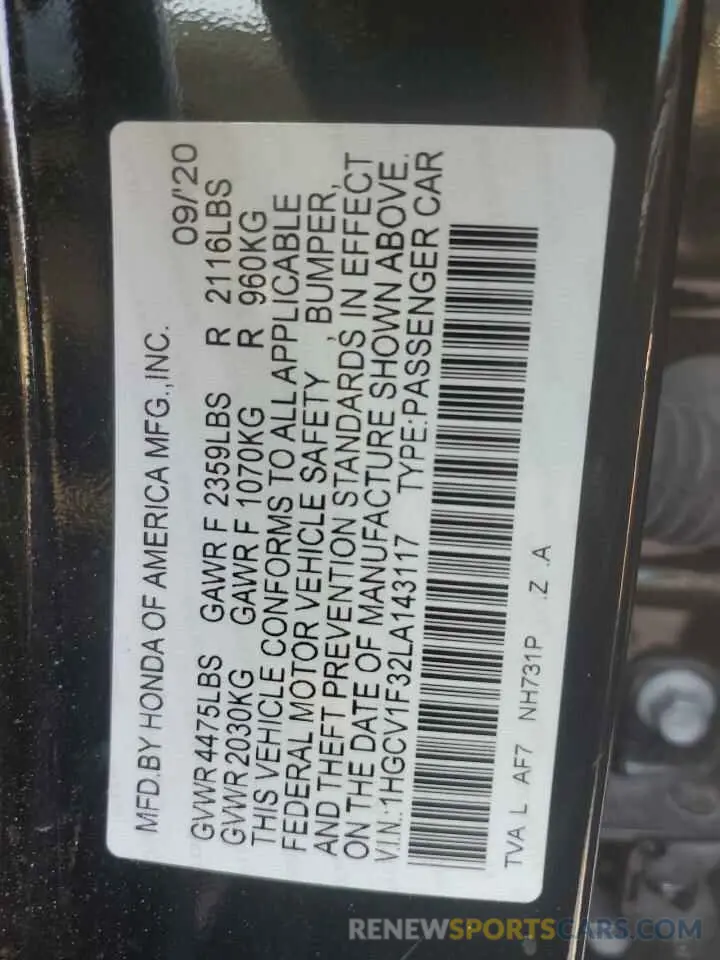 MFD.BY HONDA OF AMERICA MFG.,INC. 09/'20
GVWR 4475LBS GAWR F 2359LBS R 2116LBS
GVWR 2030KG GAWR F 1070KG R 960KG
THIS VEHICLE CONFORMS TO ALL APPLICABLE
FEDERAL MOTOR VEHICLE SAFETY , BUMPER,
AND THEFT PREVENTION STANDARDS IN EFFECT
ON THE DATE OF MANUFACTURE SHOWN ABOVE.
V.I.N.:1HGCV1F32LA143117 TYPE:PASSENGER CAR
TVA L AF7 NH731P .Z .A
RENEWSPORTSCARS.COM